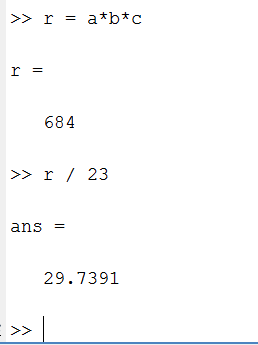 >> r = a*b*c
r =
684
>> r / 23
ans =
29.7391
>>